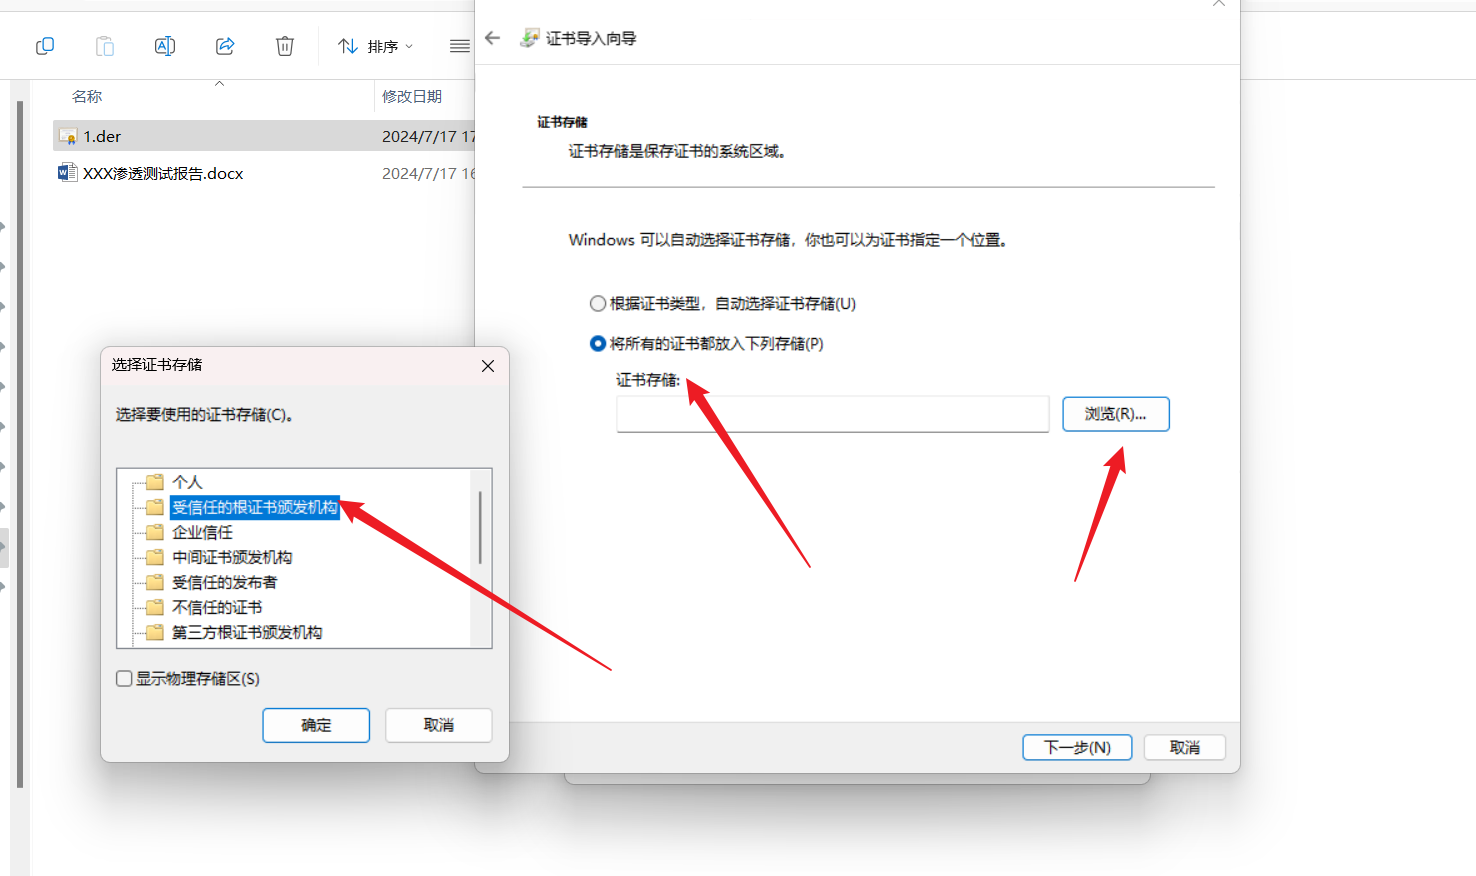 排序
名称
修改日期
1.der
2024/7/17 17
XXX渗透测试报告.docx
2024/7/17 16
证书导入向导
证书存储
证书存储是保存证书的系统区域。
Windows 可以自动选择证书存储，你也可以为证书指定一个位置。
根据证书类型，自动选择证书存储(U)
将所有的证书都放入下列存储(P)
证书存储:
浏览(R)...
下一步(N)
取消
选择证书存储
选择要使用的证书存储(C)。
个人
受信任的根证书颁发机构
企业信任
中间证书颁发机构
受信任的发布者
不信任的证书
第三方根证书颁发机构
显示物理存储区(S)
确定
取消